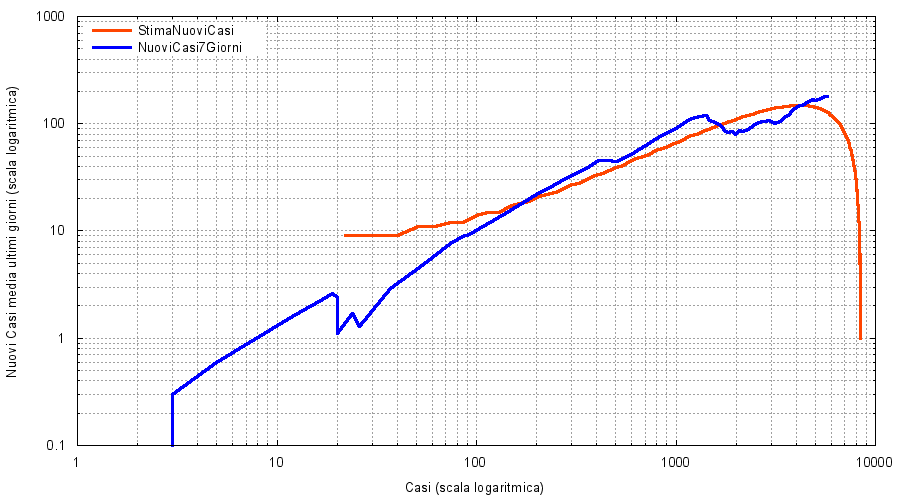 1000
StimaNuoviCasi
NuoviCasi7Giorni
100
10
1
0.1
1
10
100
1000
10000
Nuovi Casi media ultimi giorni (scala logaritmica)
Casi (scala logaritmica)